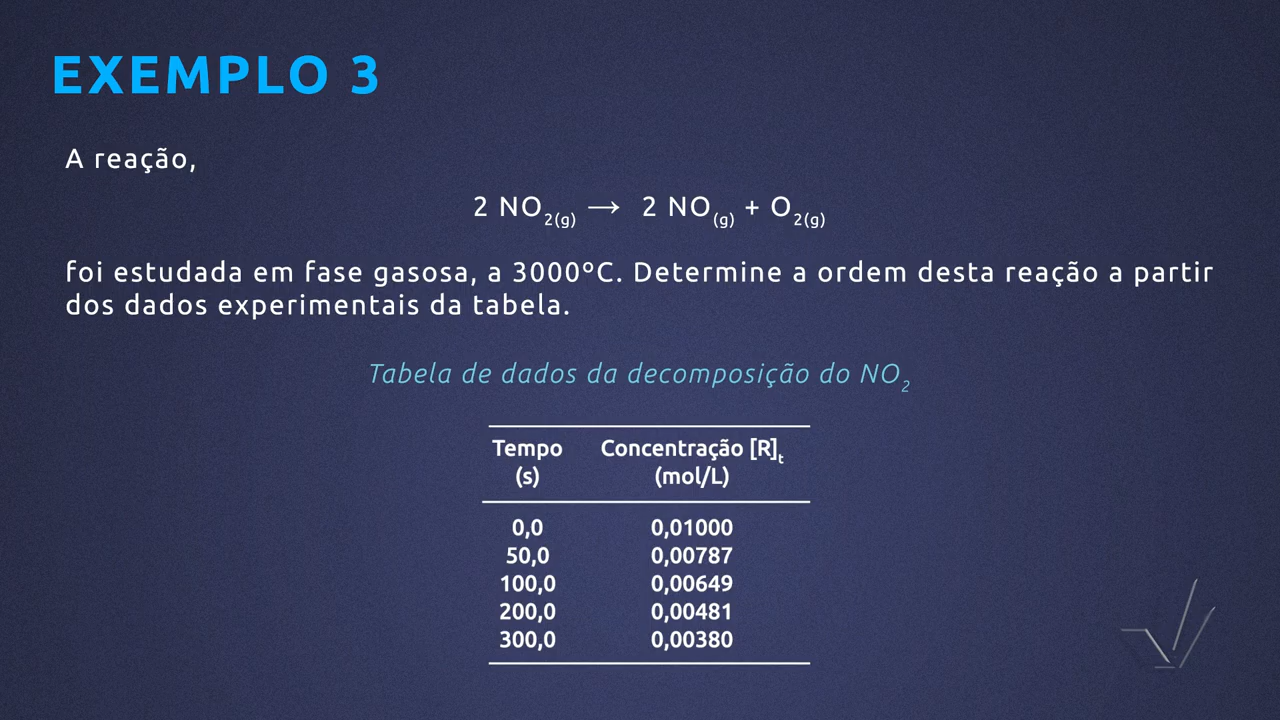 EXEMPLO 3
A reação,
2 NO2(g) → 2 NO(g) + O2(g)
foi estudada em fase gasosa, a 3000ºC. Determine a ordem desta reação a partir
dos dados experimentais da tabela.
Tabela de dados da decomposição do NO2
Tempo Concentração [R]t
(s) (mol/L)
0,0 0,01000
50,0 0,00787
100,0 0,00649
200,0 0,00481
300,0 0,00380